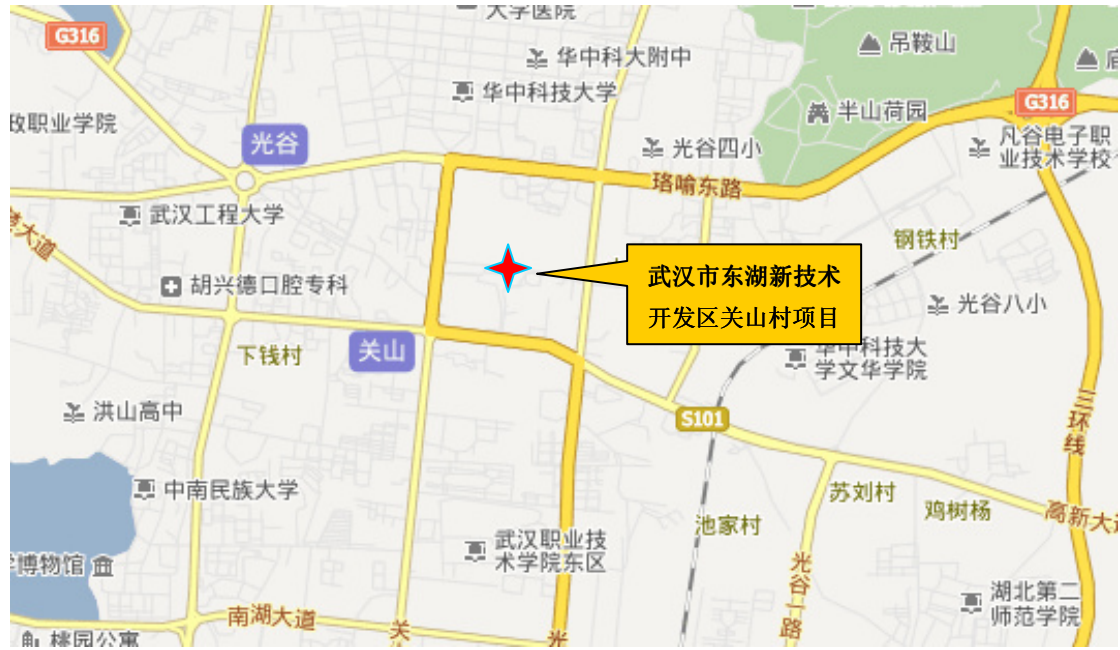 大学医院
G316
华中科大附中
吊鞍山
华中科技大学
G316
半山荷园
政职业学院
光谷
光谷四小
凡谷电子职
业技术学校
珞喻东路
武汉工程大学
大道
钢铁村
武汉市东湖新技术
开发区关山村项目
胡兴德口腔专科
光谷八小
下钱村
关山
华中科技大
学文华学院
洪山高中
S101
三环线
中南民族大学
苏刘村
鸡树杨
高新大道
池家村
武汉职业技
术学院东区
博物馆
光谷一路
湖北第二
师范学院
南湖大道
关
光
桃园公寓